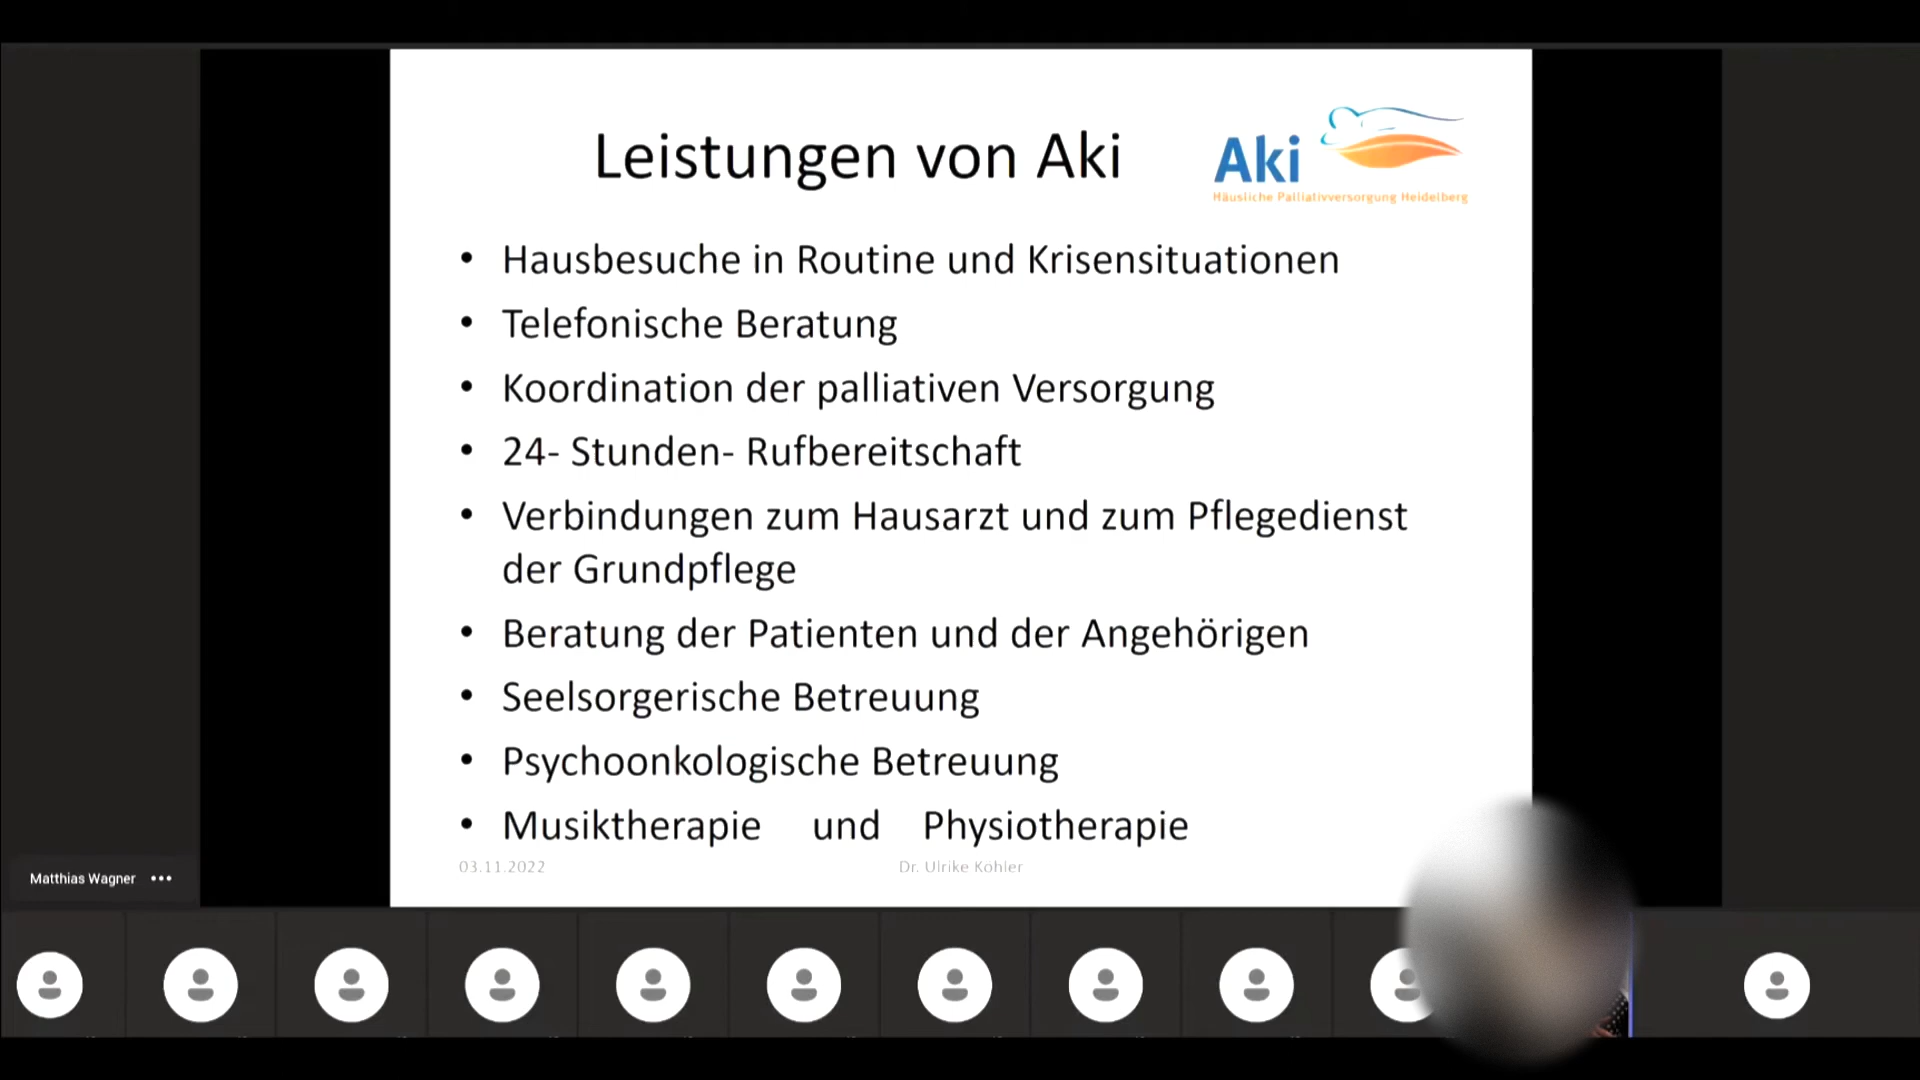 Leistungen von Aki
Aki
Häusliche Palliativversorgung Heidelberg
• Hausbesuche in Routine und Krisensituationen
• Telefonische Beratung
• Koordination der palliativen Versorgung
• 24- Stunden- Rufbereitschaft
• Verbindungen zum Hausarzt und zum Pflegedienst
der Grundpflege
• Beratung der Patienten und der Angehörigen
• Seelsorgerische Betreuung
• Psychoonkologische Betreuung
• Musiktherapie und Physiotherapie
03.11.2022
Dr. Ulrike Kohler
Matthias Wagner